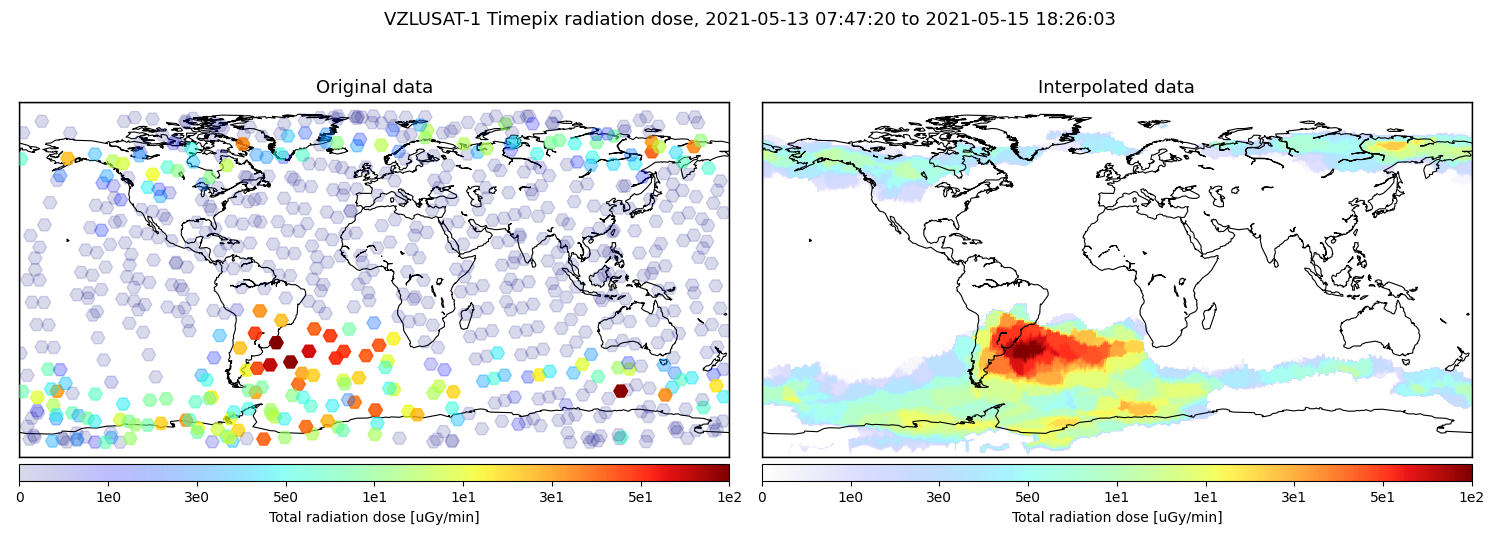 VZLUSAT-1 Timepix radiation dose, 2021-05-13 07:47:20 to 2021-05-15 18:26:03
Original data
Interpolated data
0 1e0 3e0 5e0 1e1 1e1 3e1 5e1 1e2
0 1e0 3e0 5e0 1e1 1e1 3e1 5e1 1e2
Total radiation dose [uGy/min]
Total radiation dose [uGy/min]